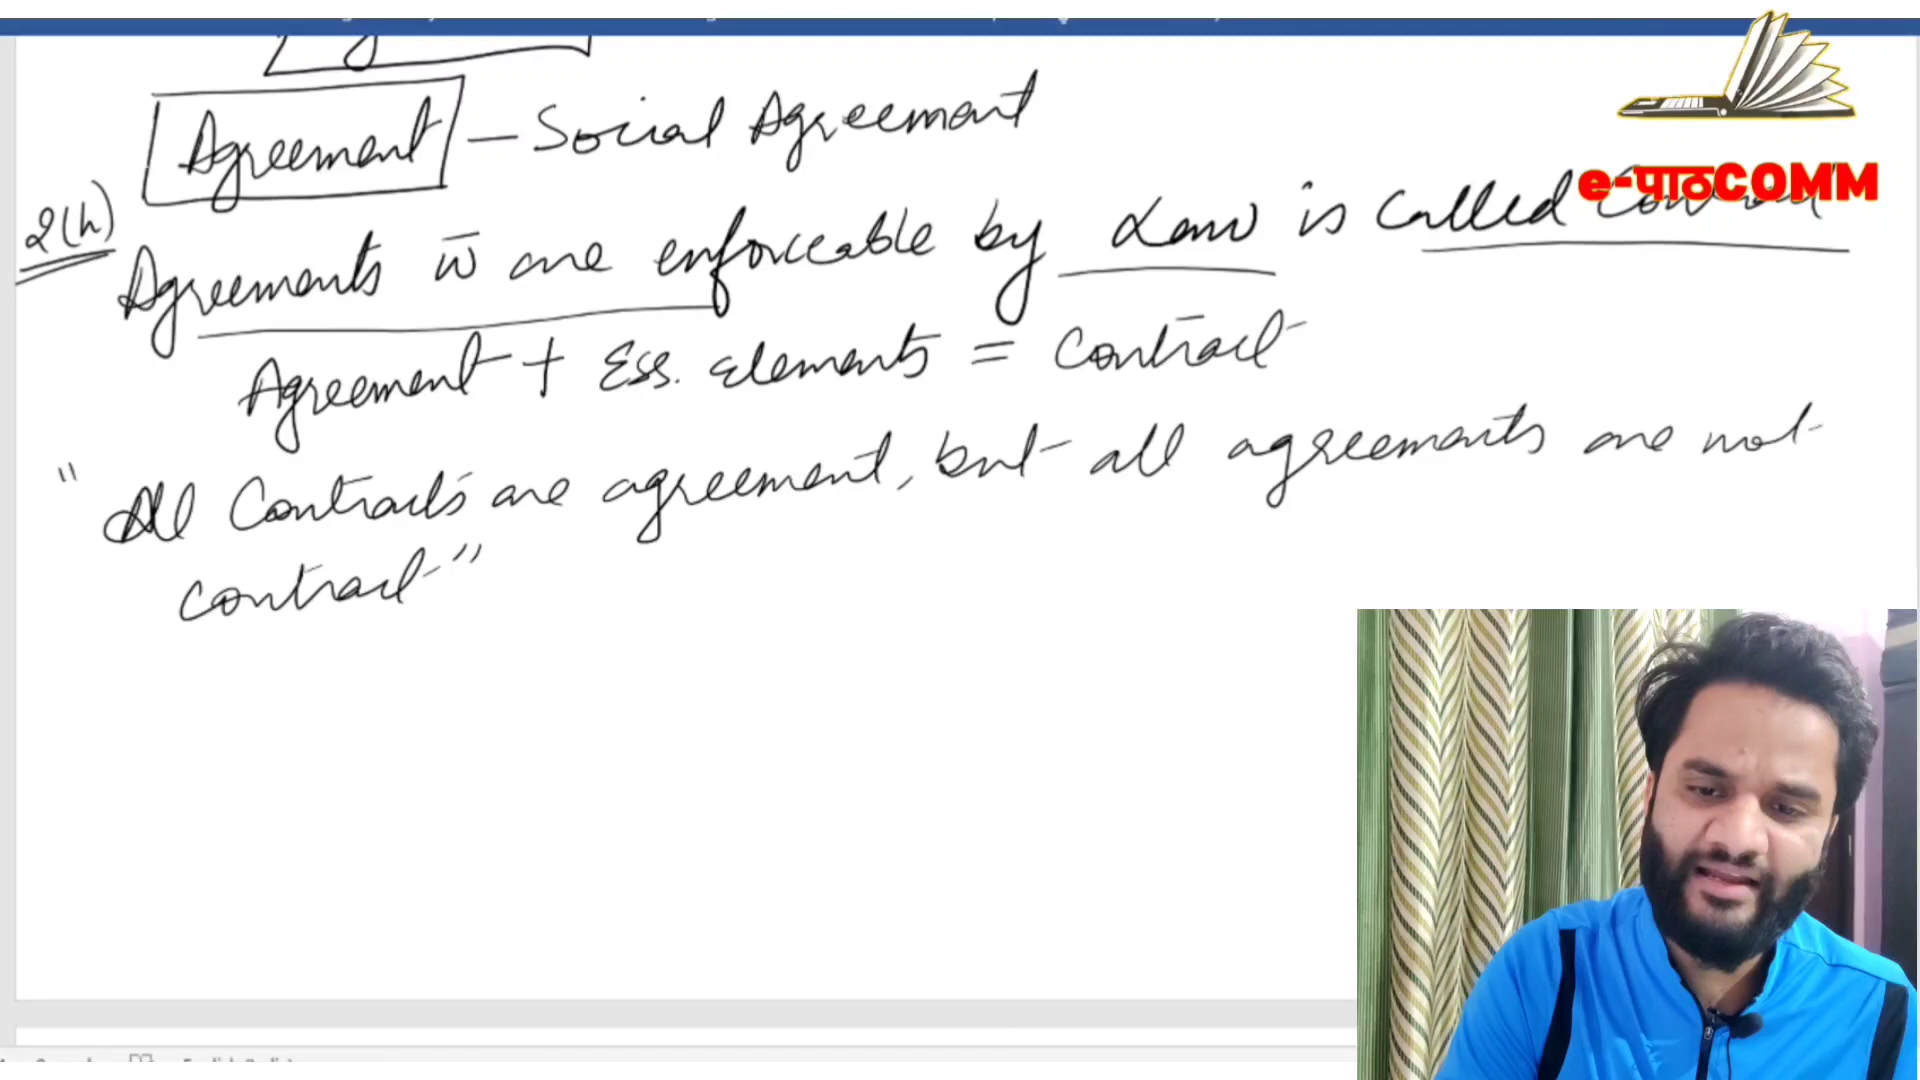 Agreement – Social Agreement
e-पाठCOMM
2(h)
Agreements w̄ are enforceable by Law is called
Agreement + Ess. Elements = Contract
" All Contracts are agreement, but all agreements are not
contract"